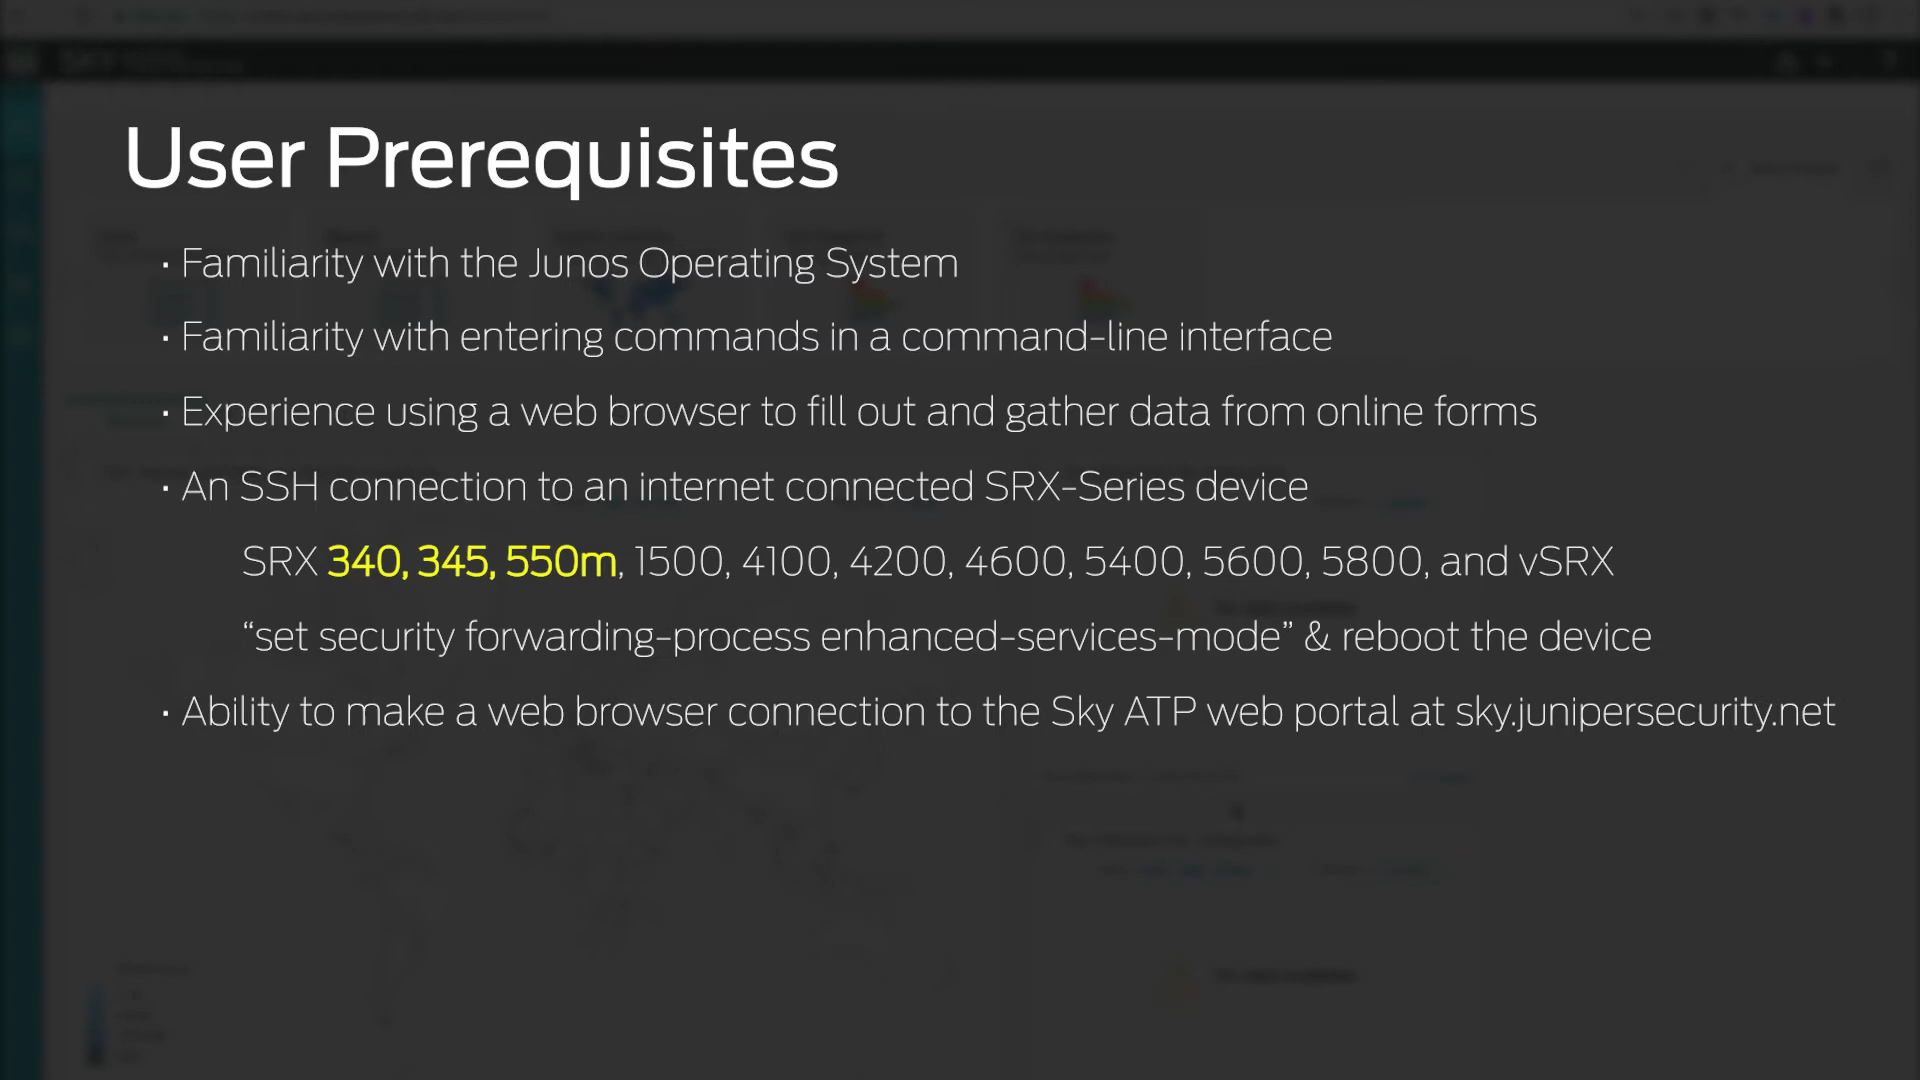 User Prerequisites
· Familiarity with the Junos Operating System
· Familiarity with entering commands in a command-line interface
· Experience using a web browser to fill out and gather data from online forms
· An SSH connection to an internet connected SRX-Series device
SRX 340, 345, 550m, 1500, 4100, 4200, 4600, 5400, 5600, 5800, and vSRX
“set security forwarding-process enhanced-services-mode” & reboot the device
· Ability to make a web browser connection to the Sky ATP web portal at sky.junipersecurity.net